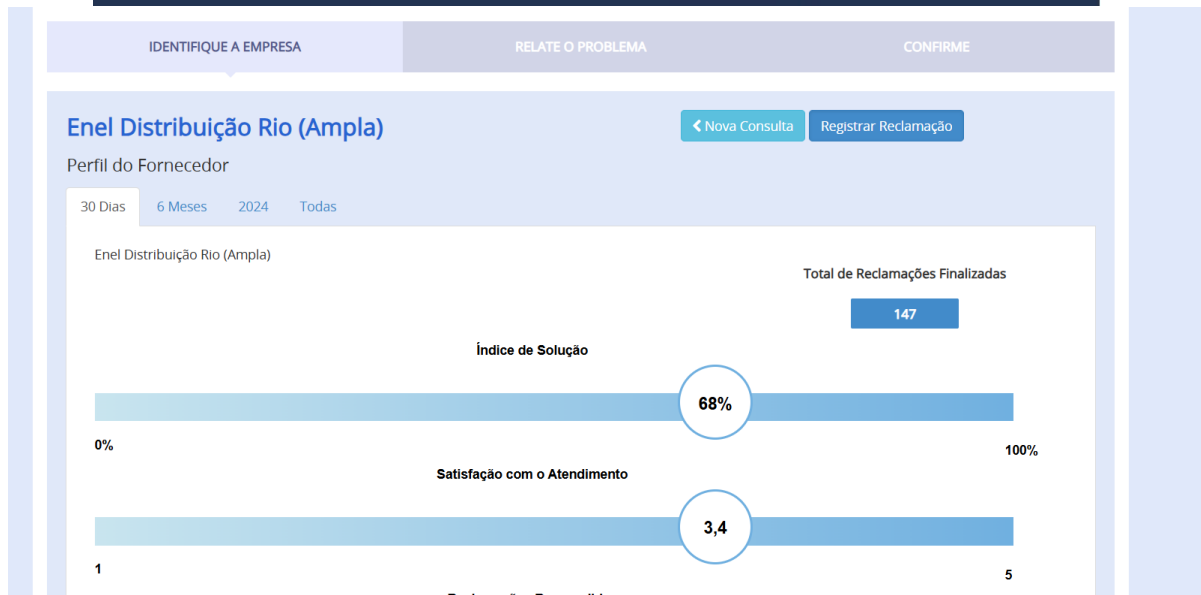 IDENTIFIQUE A EMPRESA
RELATE O PROBLEMA
CONFIRME
Enel Distribuição Rio (Ampla)
Nova Consulta
Registrar Reclamação
Perfil do Fornecedor
30 Dias
6 Meses
2024
Todas
Enel Distribuição Rio (Ampla)
Total de Reclamações Finalizadas
147
Índice de Solução
68%
0%
100%
Satisfação com o Atendimento
3,4
1
5